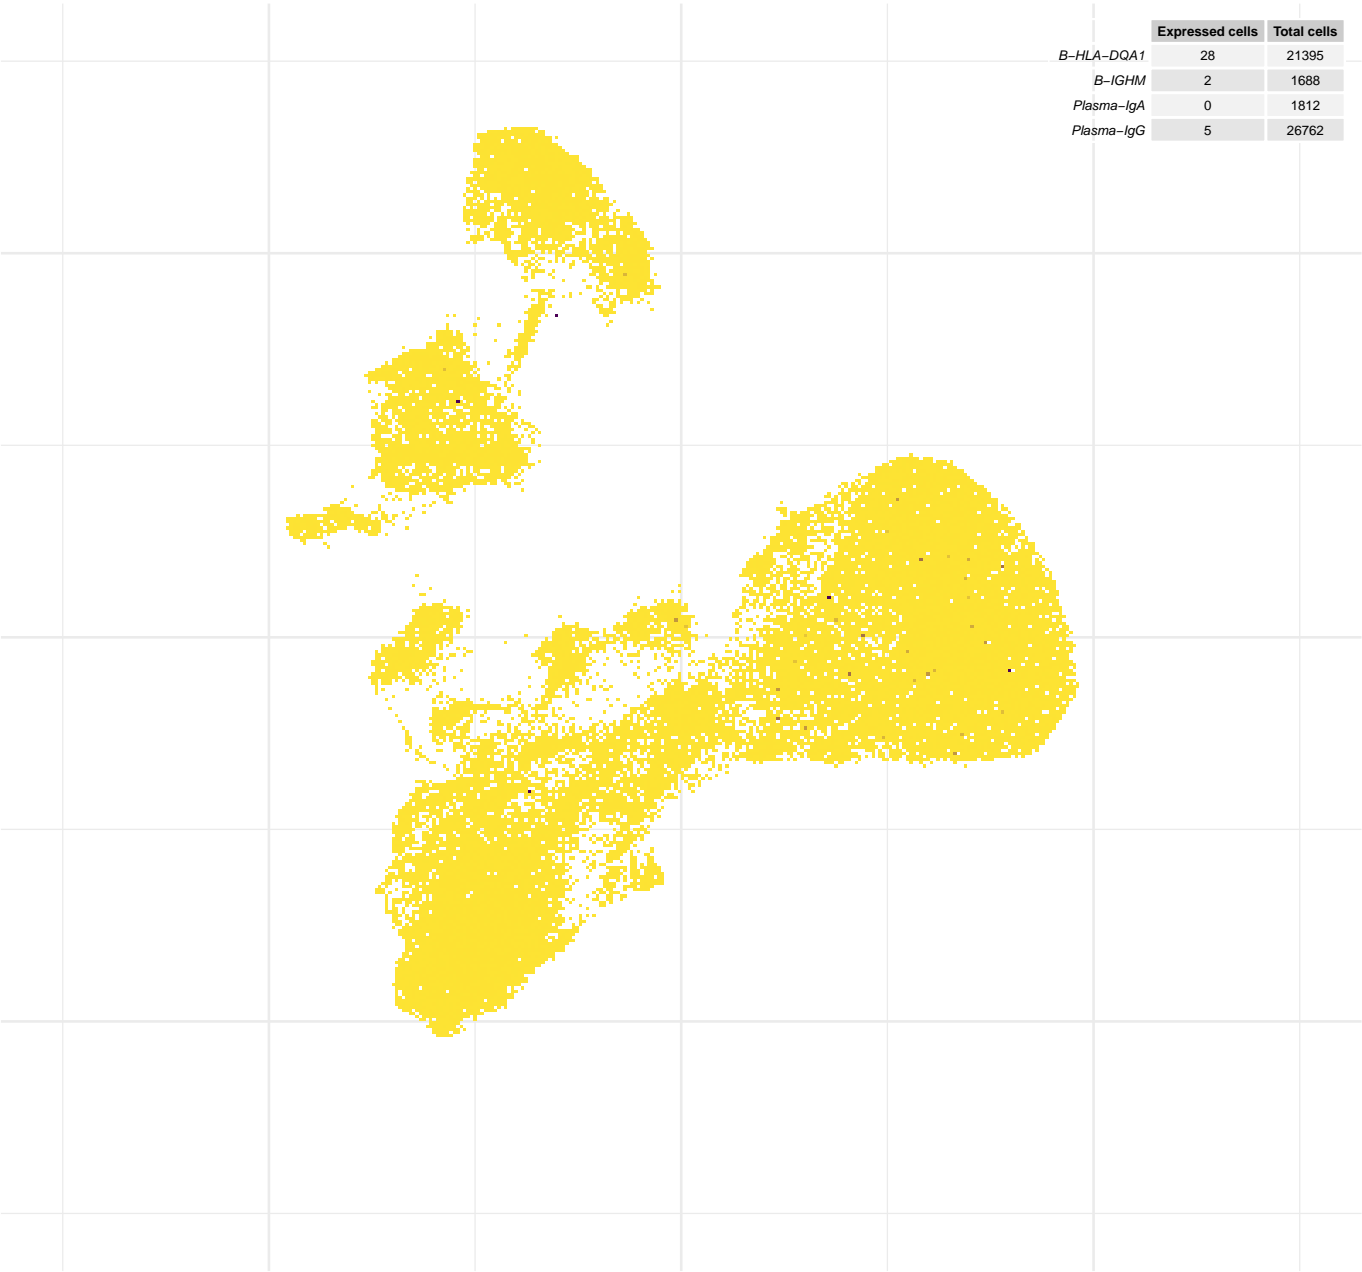 Expressed cells Total cells
B−HLA−DQA1 28 21395
B−IGHM 2 1688
Plasma−IgA 0 1812
Plasma−IgG 5 26762